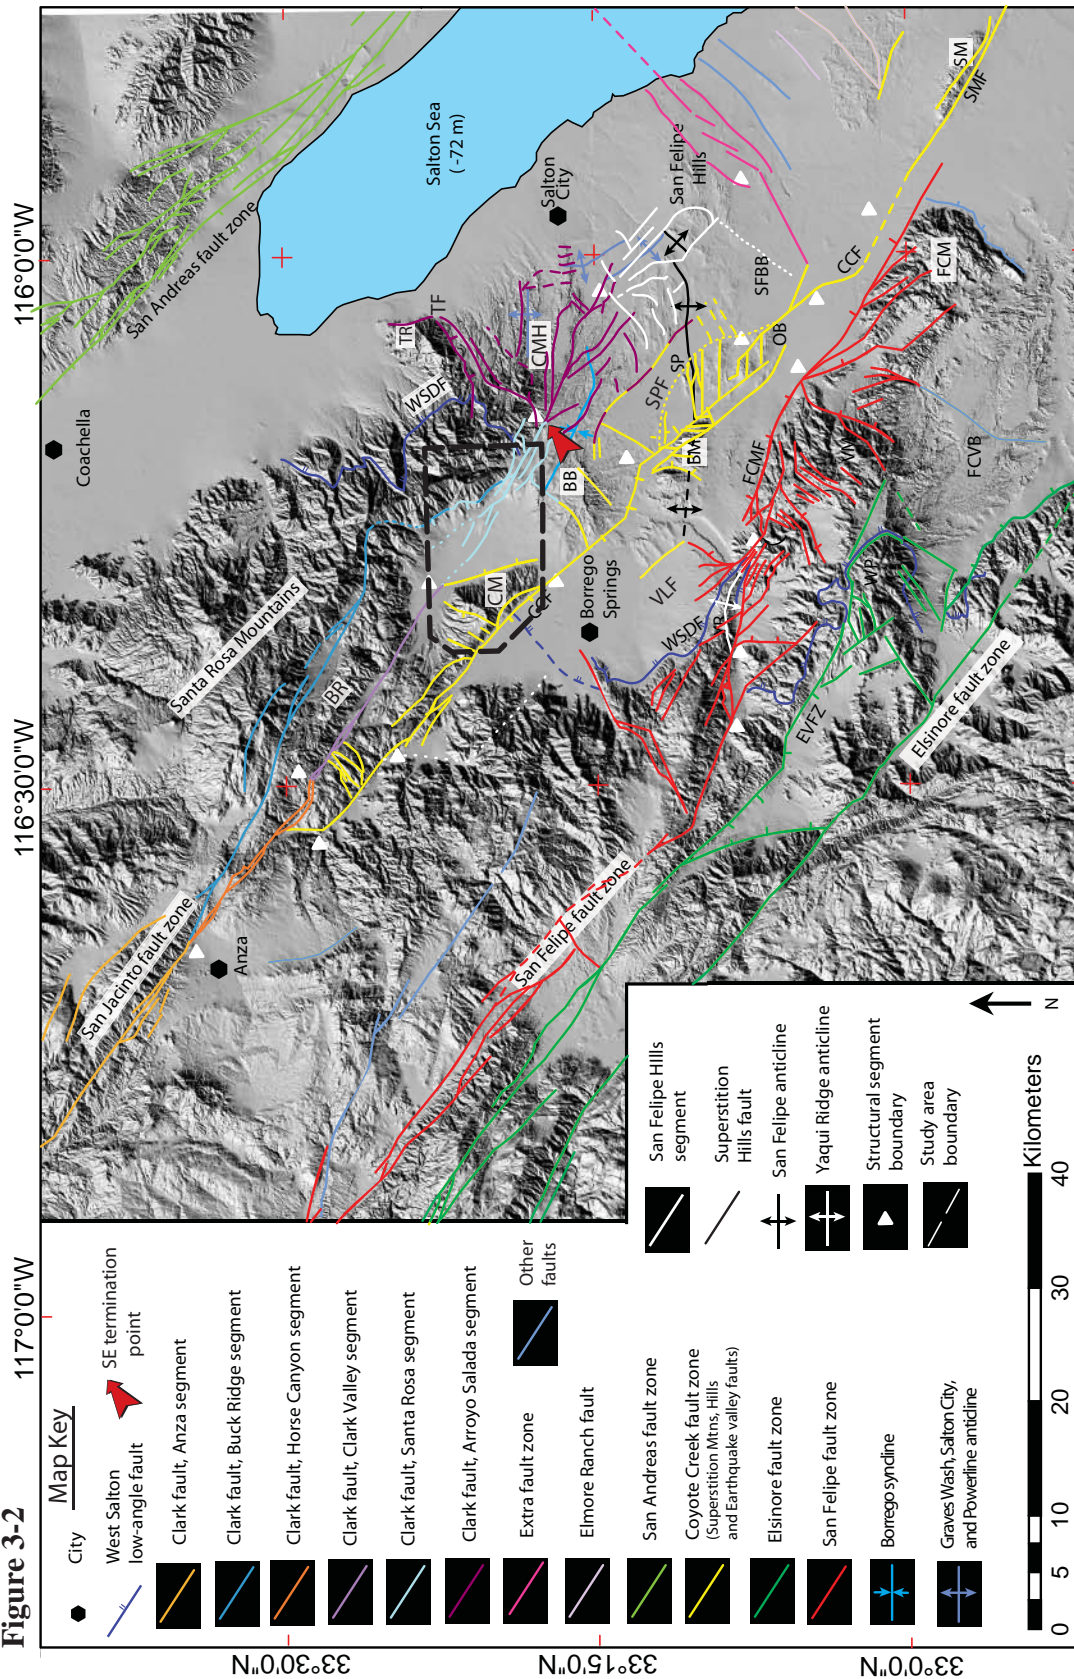 Figure 3-2
Map Key
City
West Salton
low-angle fault
SE termination
point
Clark fault, Anza segment
Clark fault, Buck Ridge segment
Clark fault, Horse Canyon segment
Clark fault, Clark Valley segment
Clark fault, Santa Rosa segment
Clark fault, Arroyo Salada segment
Extra fault zone
Elmore Ranch fault
San Andreas fault zone
Coyote Creek fault zone
(Superstition Mtns, Hills
and Earthquake valley faults)
Elsinore fault zone
San Felipe fault zone
Borrego syncline
Graves Wash, Salton City,
and Powerline anticline
Other
faults
San Felipe Hills
segment
Superstition
Hills fault
San Felipe anticline
Yaqui Ridge anticline
Structural segment
boundary
Study area
boundary
0
5
10
20
30
40
Kilometers
N
117°0'0"W
116°30'0"W
116°0'0"W
33°30'0"N
33°15'0"N
33°0'0"N
San Jacinto fault zone
Anza
Santa Rosa Mountains
Coachella
San Andreas fault zone
Salton Sea
(-72 m)
Salton
City
San Felipe
Hills
San Felipe fault zone
Elsinore fault zone
Borrego
Springs
BR
CM
CCF
WSDF
TR
TF
CMH
BB
SPF
SP
BM
SFBB
OB
CCF
SM
SMF
FCM
FCMF
VM
FCVB
VLF
WSDF
YR
WP
EVFZ